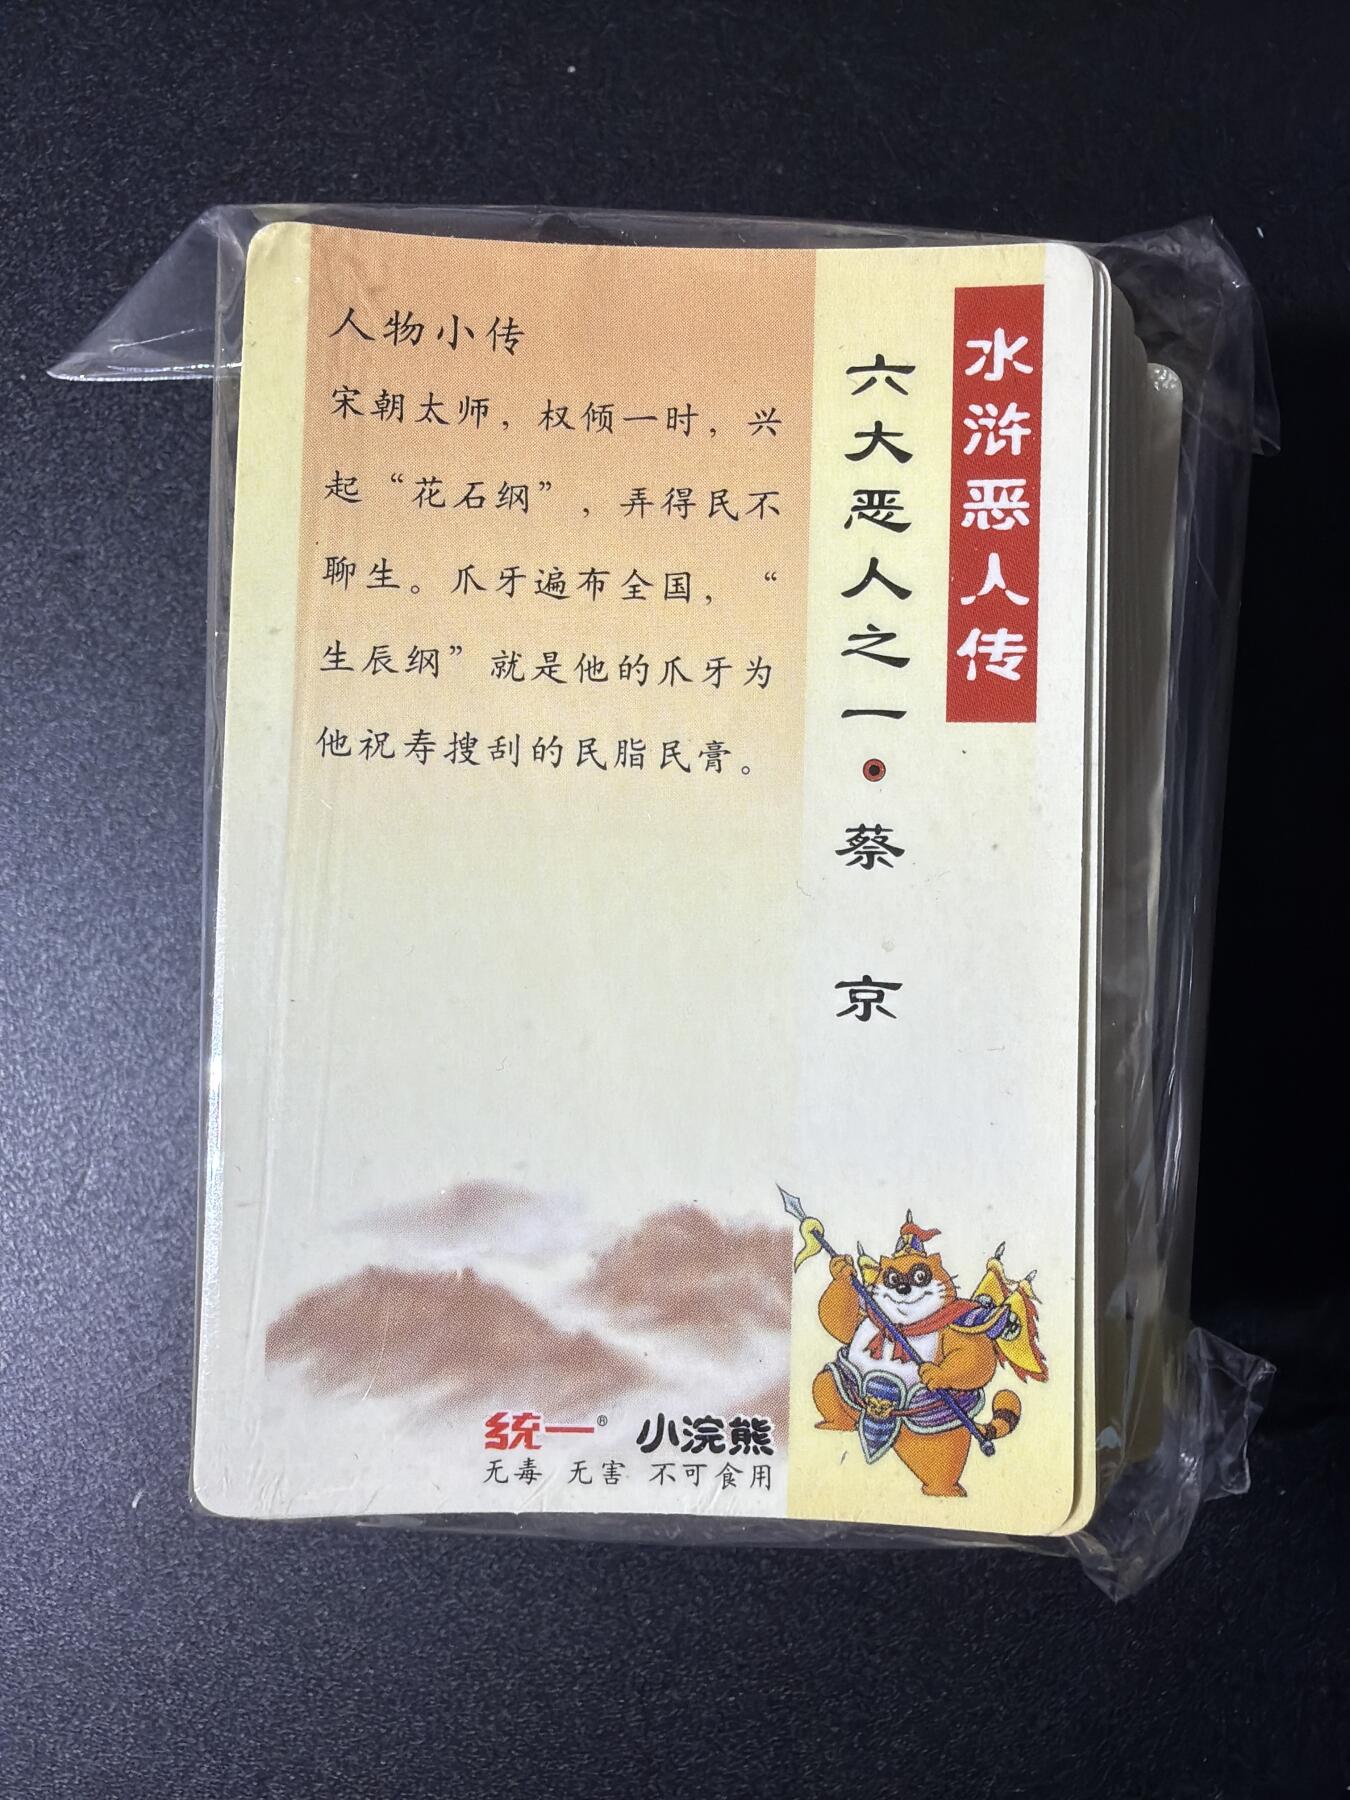 水浒恶人传
六大恶人之一·蔡京
人物小传
宋朝太师，权倾一时，兴
起“花石纲”，弄得民不
聊生。爪牙遍布全国，“
生辰纲”就是他的爪牙为
他祝寿搜刮的民脂民膏。
统一® 小浣熊
无毒 无害 不可食用